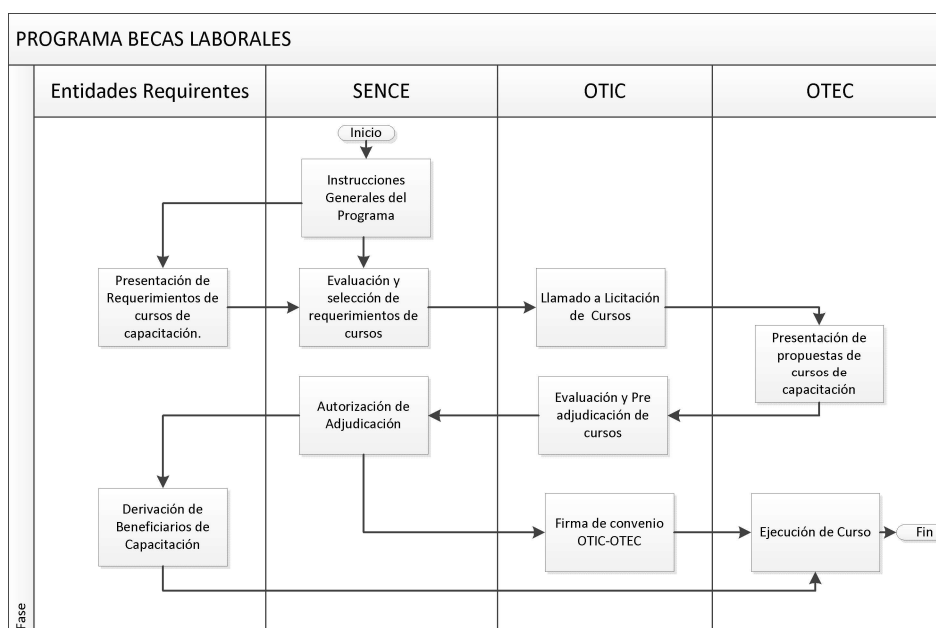 PROGRAMA BECAS LABORALES
Entidades Requirentes
SENCE
OTIC
OTEC
Inicio
Instrucciones
Generales del
Programa
Presentación de
Requerimientos de
cursos de
capacitación.
Evaluación y
selección de
requerimientos de
cursos
Llamado a Licitación
de Cursos
Presentación de
propuestas de
cursos de
capacitación
Evaluación y Pre
adjudicación de
cursos
Autorización de
Adjudicación
Derivación de
Beneficiarios de
Capacitación
Firma de convenio
OTIC-OTEC
Ejecución de Curso
Fin
Fase